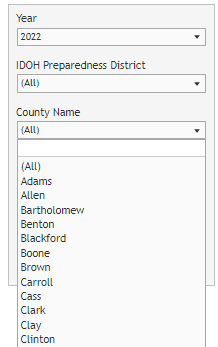 Year
2022
IDOH Preparedness District
(All)
County Name
(All)
(All)
Adams
Allen
Bartholomew
Benton
Blackford
Boone
Brown
Carroll
Cass
Clark
Clay
Clinton